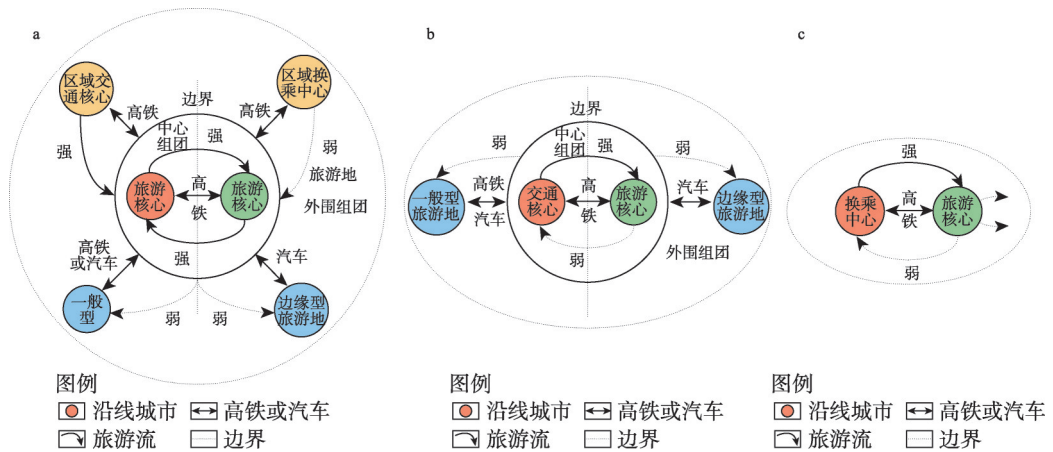 a
区域交
通核心
区域换
乘中心
高铁
边界
高铁
中心
组团
强
强
弱
旅游
核心
高
铁
旅游
核心
旅游地
外围组团
高铁
或汽车
强
汽车
一般
型
弱
弱
边缘型
旅游地
图例
沿线城市
高铁或汽车
旅游流
边界
b
边界
中心
组团
弱
强
弱
一般型
旅游地
高铁
汽车
交通
核心
高
铁
旅游
核心
汽车
边缘型
旅游地
弱
外围组团
图例
沿线城市
高铁或汽车
旅游流
边界
c
强
换乘
中心
高
铁
旅游
核心
弱
图例
沿线城市
高铁或汽车
旅游流
边界